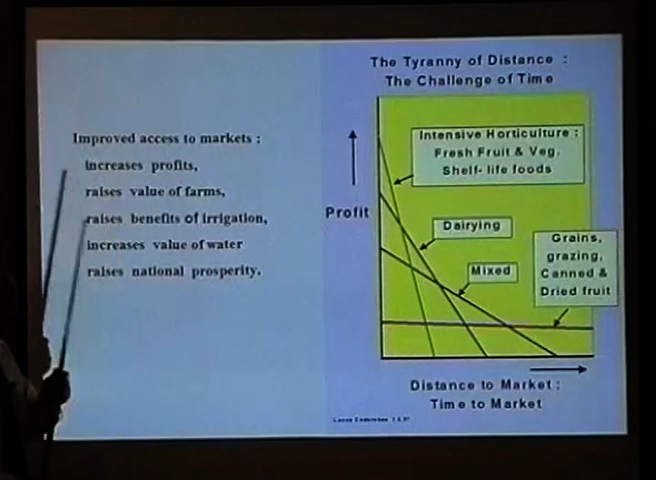 Improved access to markets :
increases profits,
raises value of farms,
raises benefits of irrigation,
increases value of water
raises national prosperity.
The Tyranny of Distance :
The Challenge of Time
Intensive Horticulture :
Fresh Fruit & Veg.
Shelf- life foods
Profit
Dairying
Mixed
Grains,
grazing,
Canned &
Dried fruit
Distance to Market :
Time to Market